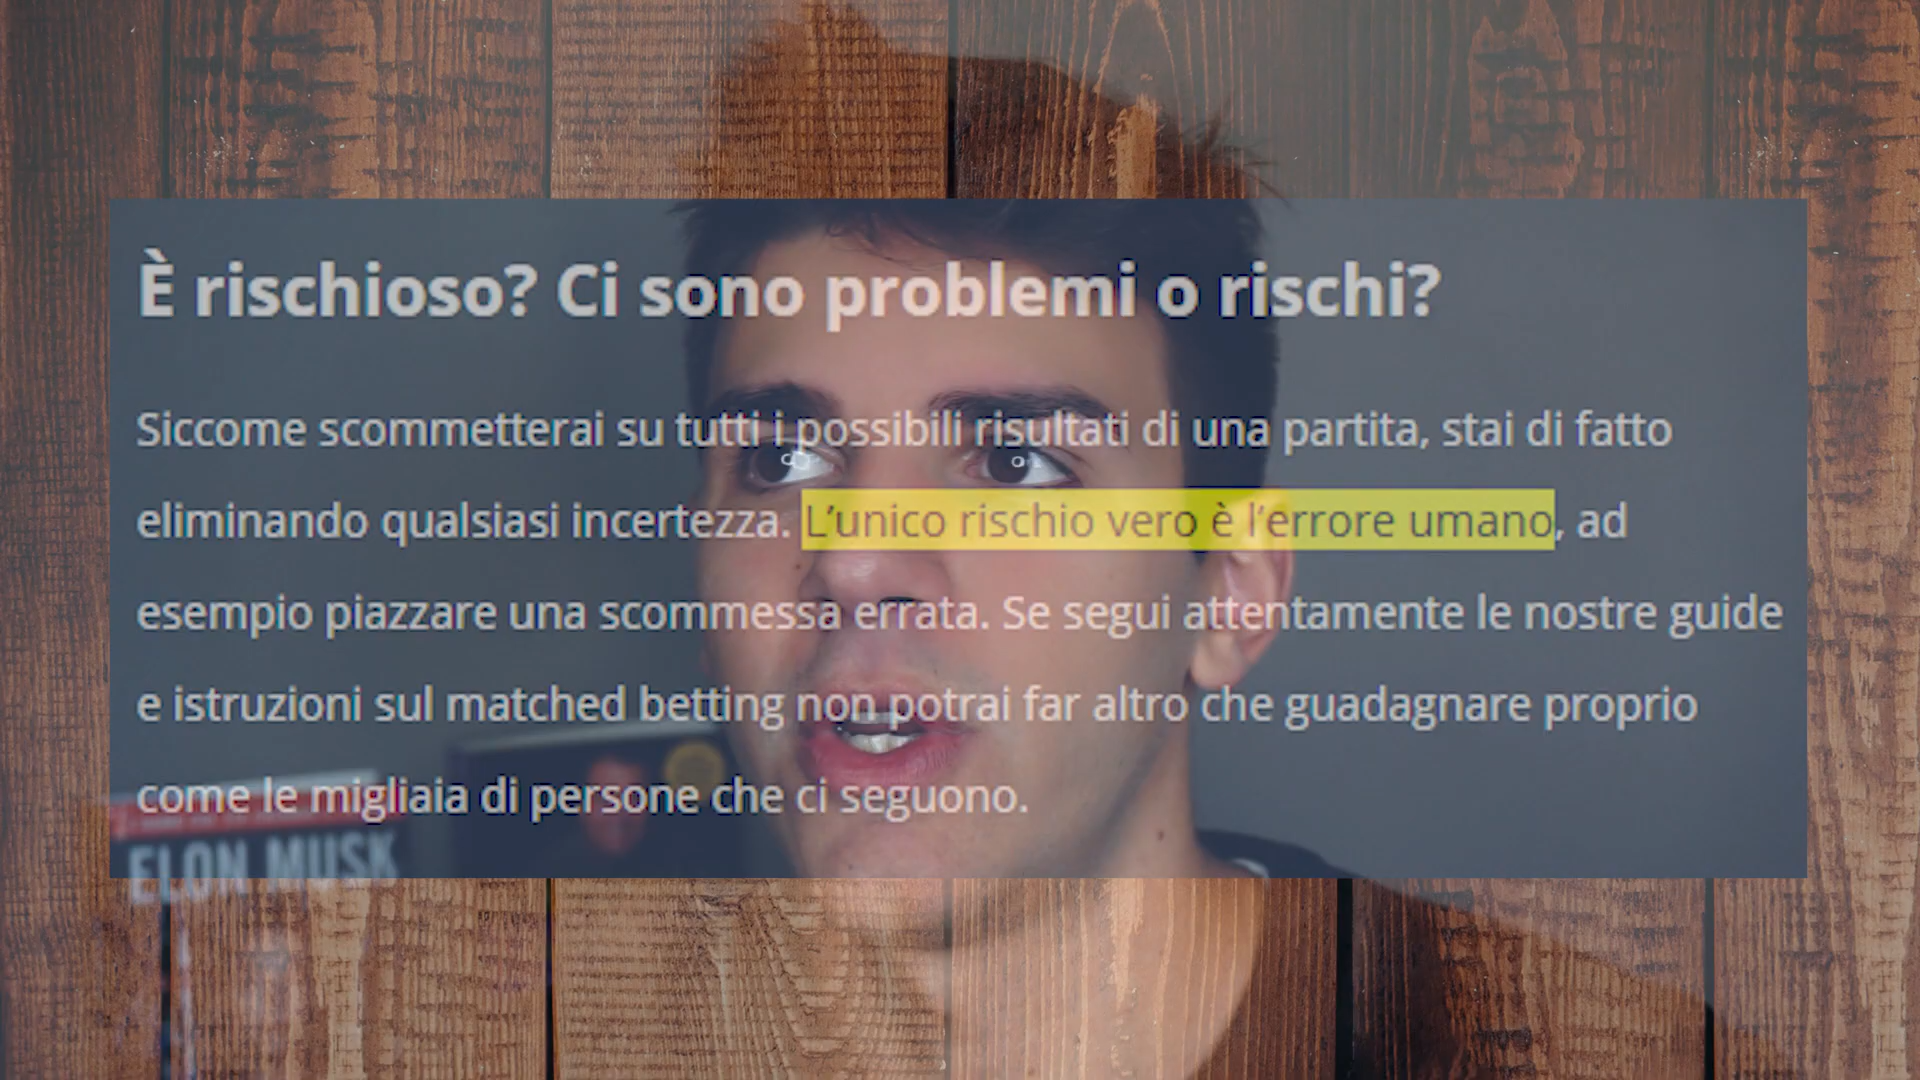 È rischioso? Ci sono problemi o rischi?
Siccome scommetterai su tutti i possibili risultati di una partita, stai di fatto
eliminando qualsiasi incertezza. L’unico rischio vero è l’errore umano, ad
esempio piazzare una scommessa errata. Se segui attentamente le nostre guide
e istruzioni sul matched betting non potrai far altro che guadagnare proprio
come le migliaia di persone che ci seguono.
ELON MUSK